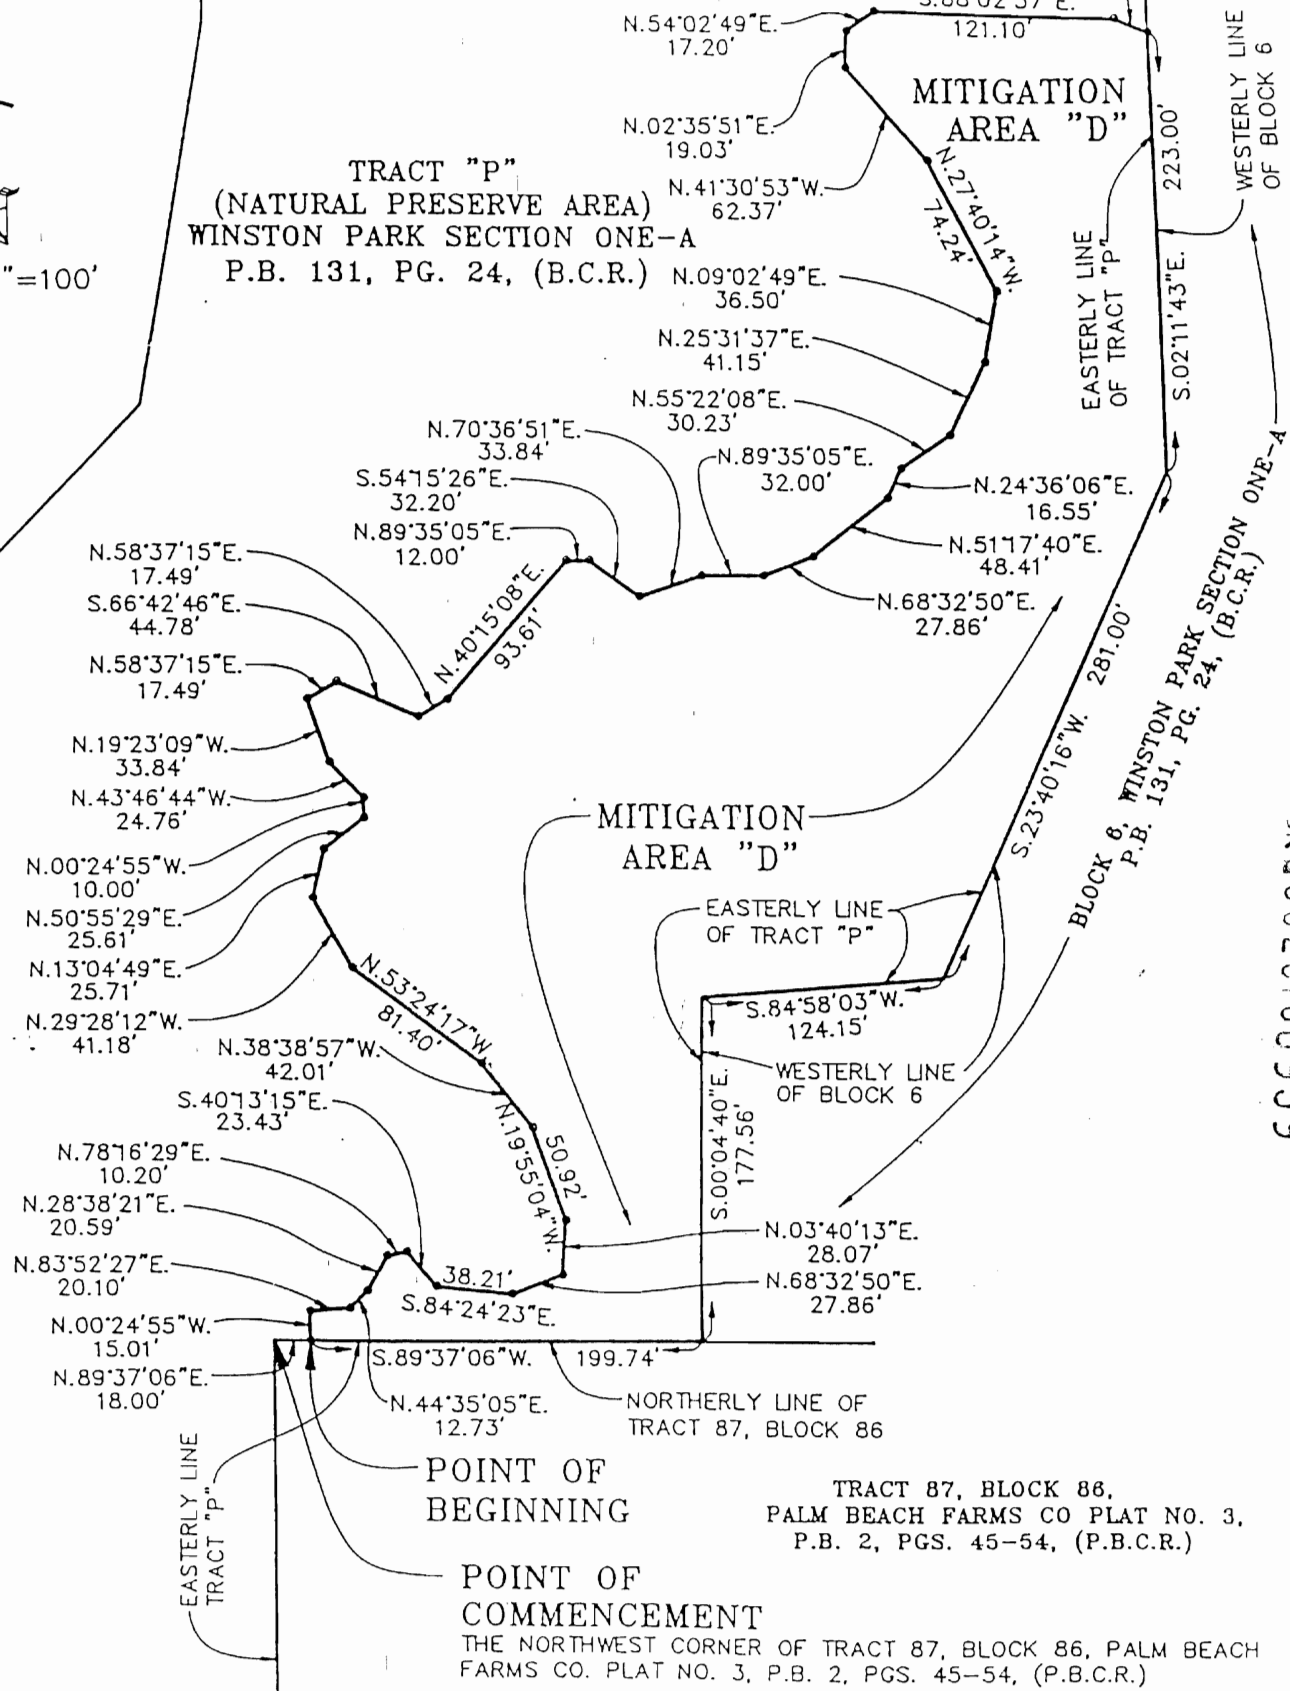 S.88°02'57"E.
121.10'
N.54°02'49"E.
17.20'
MITIGATION
AREA "D"
N.02°35'51"E.
19.03'
N.41°30'53"W.
62.37'
TRACT "P"
(NATURAL PRESERVE AREA)
WINSTON PARK SECTION ONE-A
P.B. 131, PG. 24, (B.C.R.)
"=100'
N.27°40'14"W.
74.24'
223.00'
S.02°11'43"E.
WESTERLY LINE
OF BLOCK 6
EASTERLY LINE
OF TRACT "P"
N.09°02'49"E.
36.50'
N.25°31'37"E.
41.15'
N.55°22'08"E.
30.23'
N.70°36'51"E.
33.84'
N.89°35'05"E.
32.00'
S.54°15'26"E.
32.20'
N.24°36'06"E.
16.55'
N.89°35'05"E.
12.00'
N.51°17'40"E.
48.41'
N.58°37'15"E.
17.49'
N.68°32'50"E.
27.86'
S.66°42'46"E.
44.78'
N.40°15'08"E.
93.61'
N.58°37'15"E.
17.49'
S.23°40'16"W. 281.00'
BLOCK 6, WINSTON PARK SECTION ONE-A
P.B. 131, PG. 24, (B.C.R.)
N.19°23'09"W.
33.84'
N.43°46'44"W.
24.76'
MITIGATION
AREA "D"
N.00°24'55"W.
10.00'
N.50°55'29"E.
25.61'
EASTERLY LINE
OF TRACT "P"
N.13°04'49"E.
25.71'
N.53°24'17"W.
81.40'
N.29°28'12"W.
41.18'
S.84°58'03"W.
124.15'
N.38°38'57"W.
42.01'
WESTERLY LINE
OF BLOCK 6
S.40°13'15"E.
23.43'
N.19°55'04"W.
50.92'
S.00°04'40"E.
177.56'
N.78°16'29"E.
10.20'
N.28°38'21"E.
20.59'
N.03°40'13"E.
28.07'
N.83°52'27"E.
20.10'
38.21'
S.84°24'23"E.
N.68°32'50"E.
27.86'
N.00°24'55"W.
15.01'
S.89°37'06"W. 199.74'
N.89°37'06"E.
18.00'
N.44°35'05"E.
12.73'
NORTHERLY LINE OF
TRACT 87, BLOCK 86
EASTERLY LINE
TRACT "P"
POINT OF
BEGINNING
TRACT 87, BLOCK 86,
PALM BEACH FARMS CO PLAT NO. 3,
P.B. 2, PGS. 45-54, (P.B.C.R.)
POINT OF
COMMENCEMENT
THE NORTHWEST CORNER OF TRACT 87, BLOCK 86, PALM BEACH
FARMS CO. PLAT NO. 3, P.B. 2, PGS. 45-54, (P.B.C.R.)